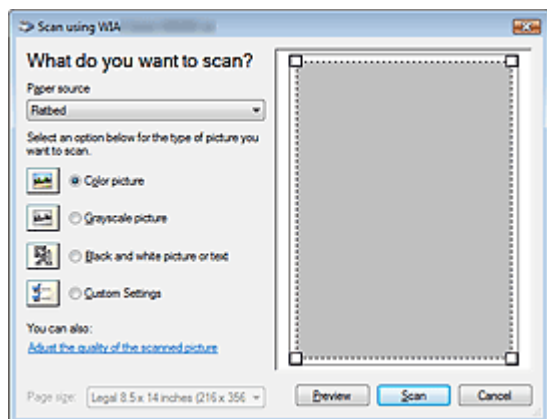 Scan using WIA
What do you want to scan?
Paper source
Flatbed
Select an option below for the type of picture you
want to scan.
Color picture
Grayscale picture
Black and white picture or text
Custom Settings
You can also:
Adjust the quality of the scanned picture
Page size: Legal 8.5 x 14 inches (216 x 356
Preview Scan Cancel